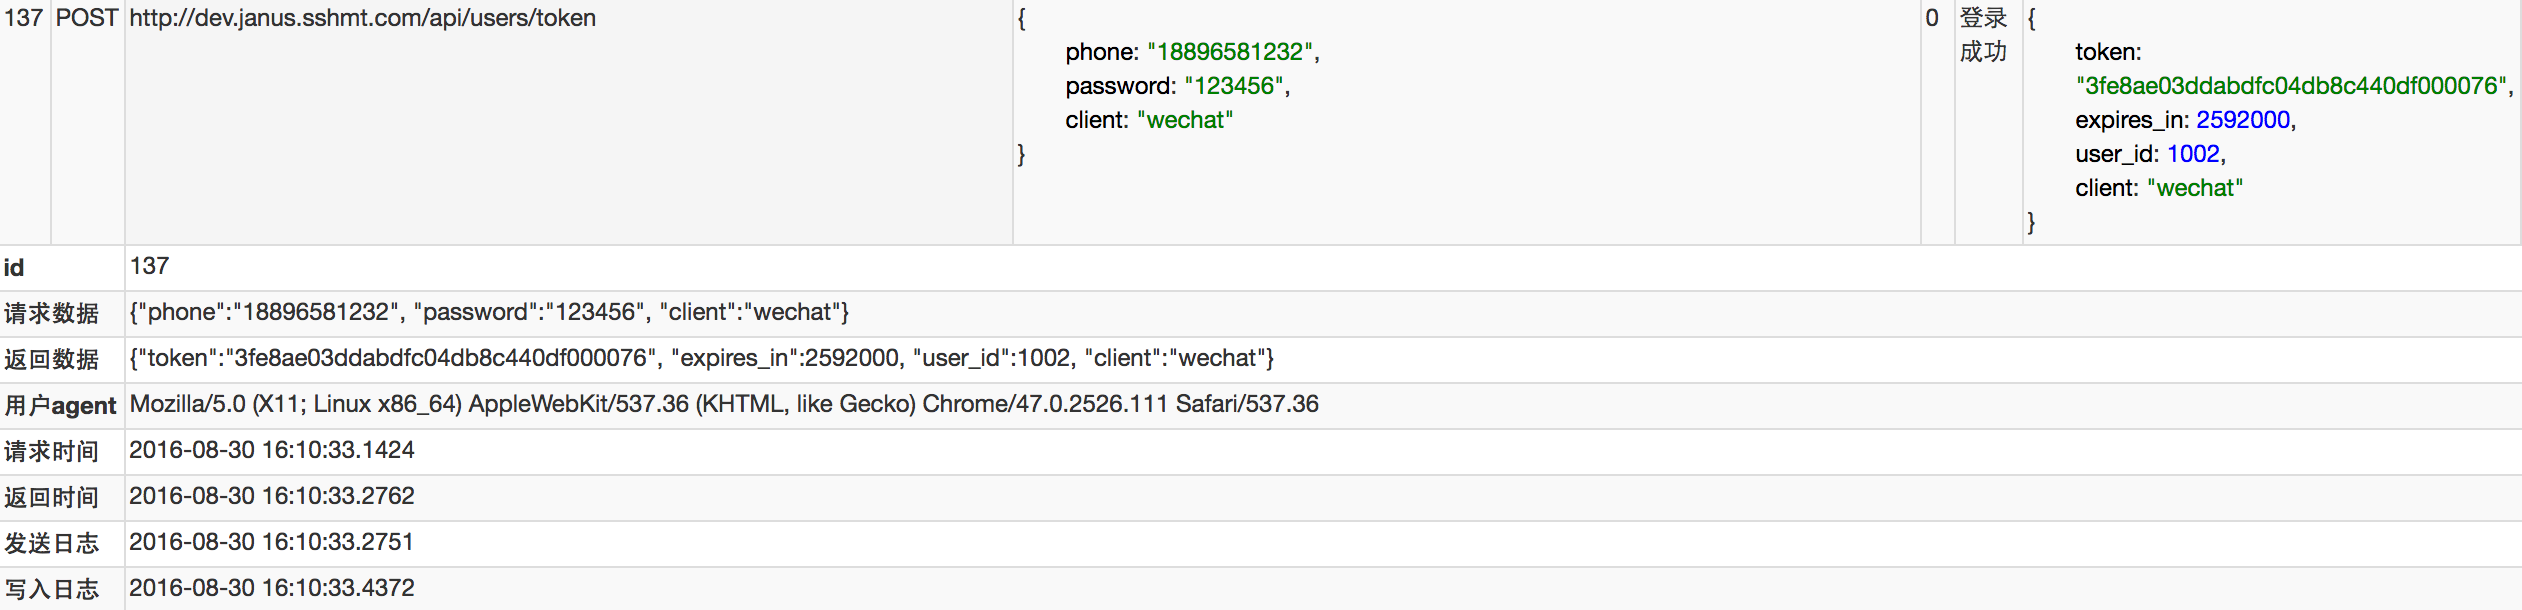 137 POST http://dev.janus.sshmt.com/api/users/token
{
phone: "18896581232",
password: "123456",
client: "wechat"
}
0
登录
成功
{
token:
"3fe8ae03ddabdfc04db8c440df000076",
expires_in: 2592000,
user_id: 1002,
client: "wechat"
}
id 137
请求数据 {"phone":"18896581232", "password":"123456", "client":"wechat"}
返回数据 {"token":"3fe8ae03ddabdfc04db8c440df000076", "expires_in":2592000, "user_id":1002, "client":"wechat"}
用户agent Mozilla/5.0 (X11; Linux x86_64) AppleWebKit/537.36 (KHTML, like Gecko) Chrome/47.0.2526.111 Safari/537.36
请求时间 2016-08-30 16:10:33.1424
返回时间 2016-08-30 16:10:33.2762
发送日志 2016-08-30 16:10:33.2751
写入日志 2016-08-30 16:10:33.4372